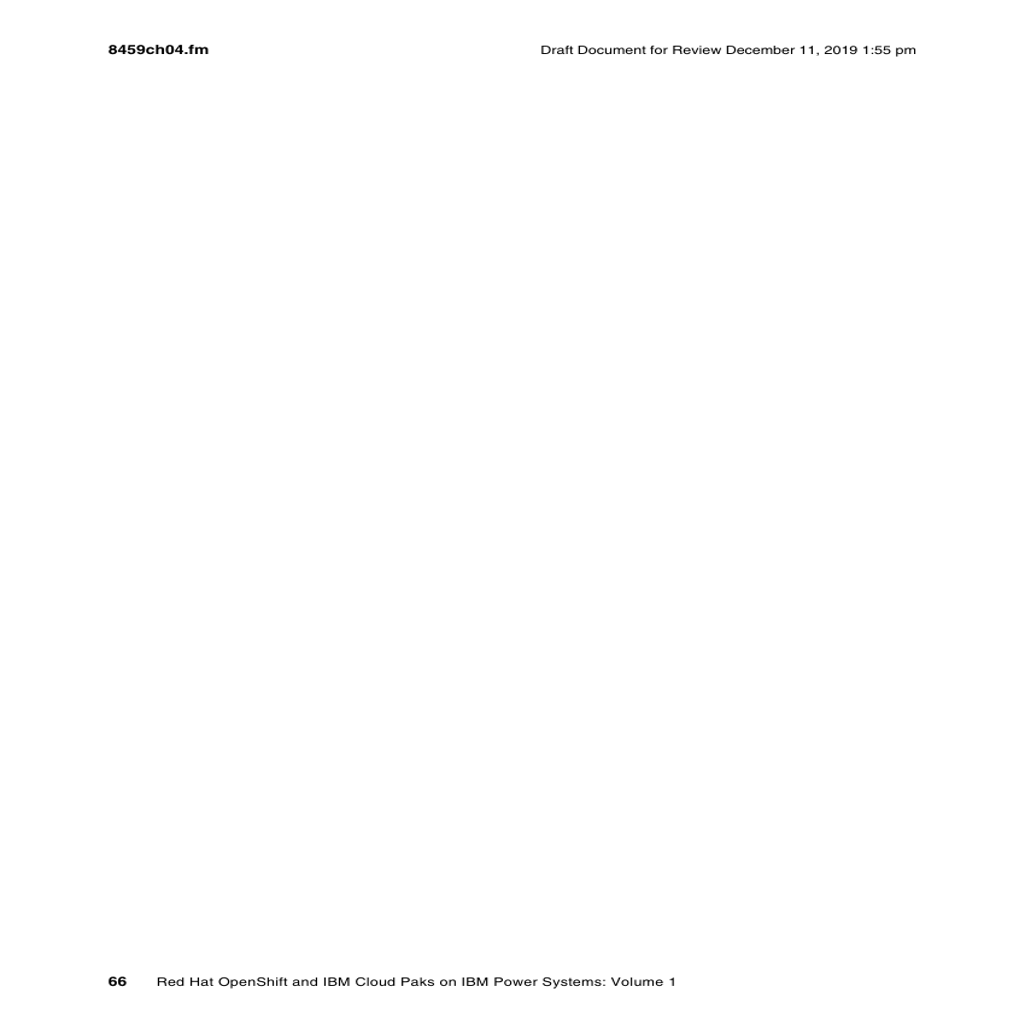 8459ch04.fm
Draft Document for Review December 11, 2019 1:55 pm
66 Red Hat OpenShift and IBM Cloud Paks on IBM Power Systems: Volume 1